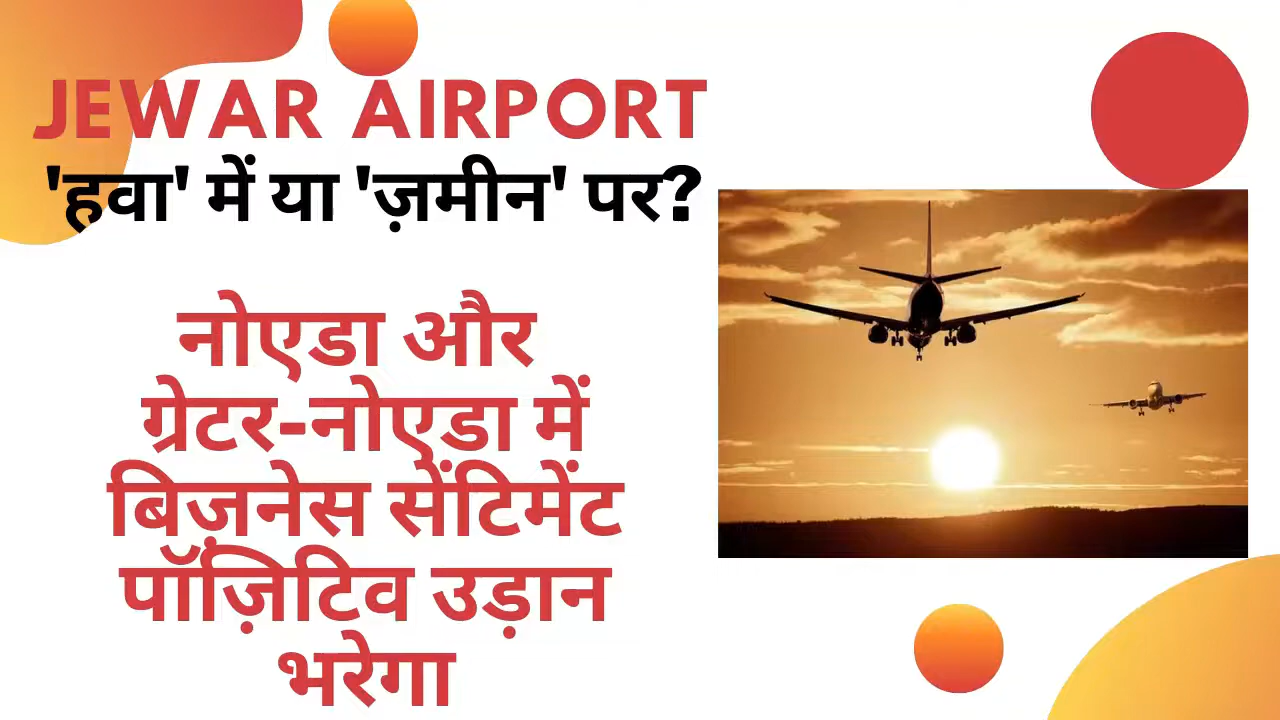 JEWAR AIRPORT
'हवा' में या 'ज़मीन' पर?
नोएडा और
ग्रेटर-नोएडा में
बिज़नेस सेंटिमेंट
पॉज़िटिव उड़ान
भरेगा